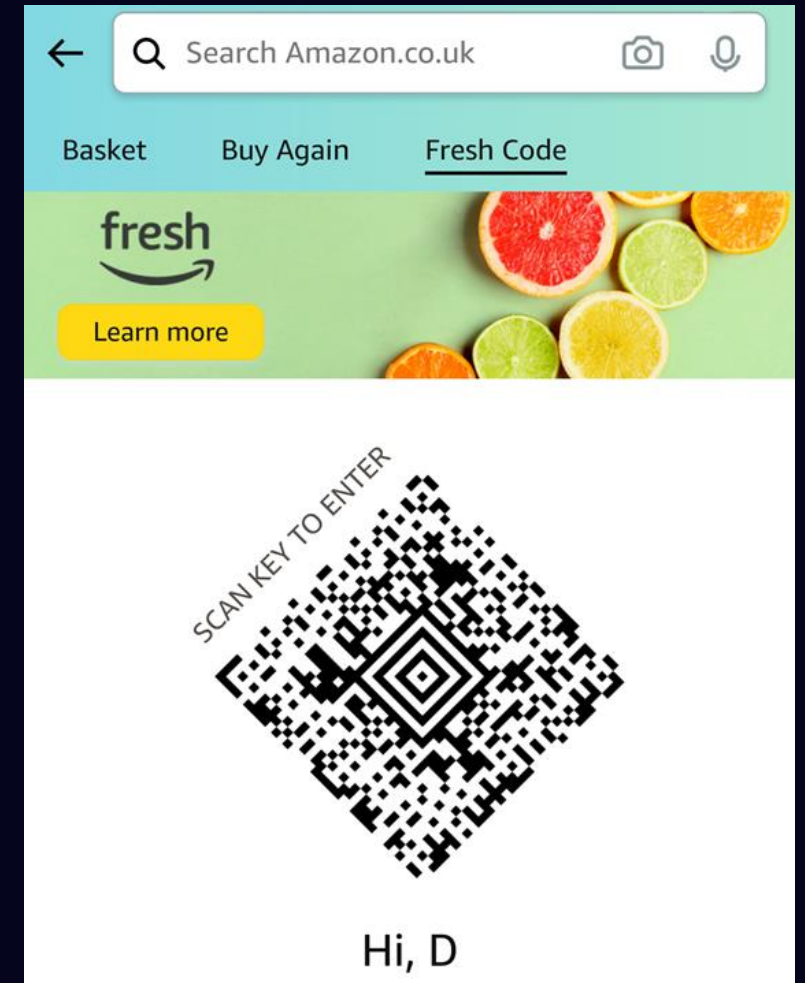 Search Amazon.co.uk
Basket Buy Again Fresh Code
fresh
Learn more
SCAN KEY TO ENTER
Hi, D